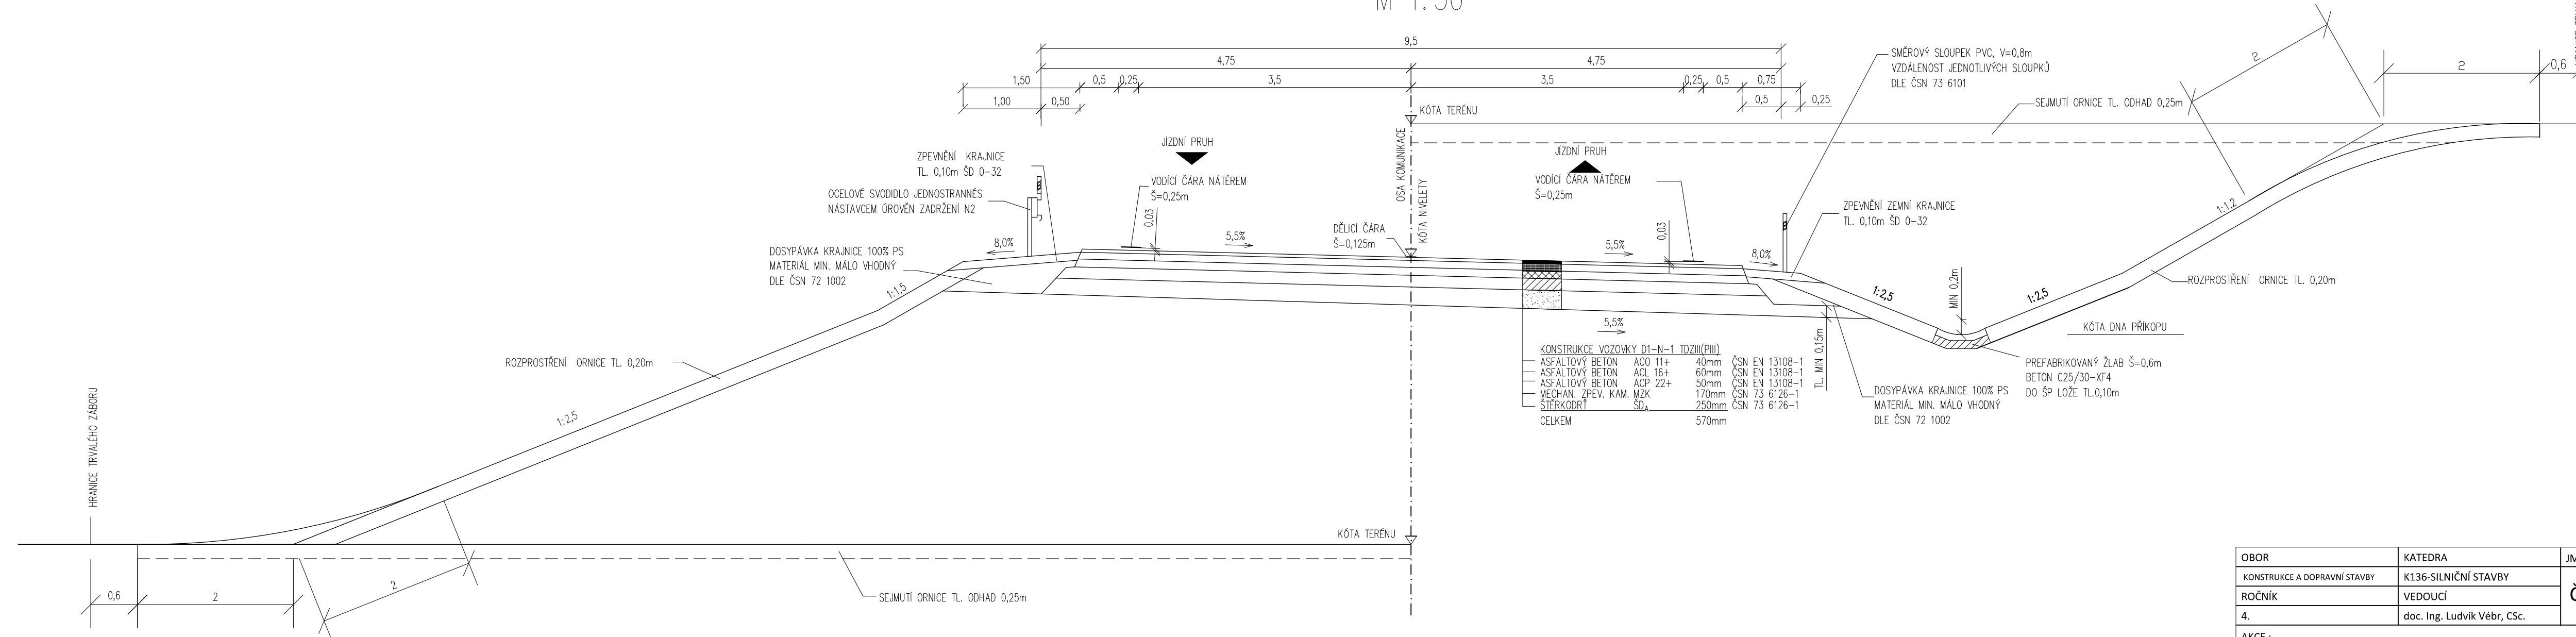 M 1:50
9,5
4,75
4,75
1,50
0,5
0,25
3,5
3,5
0,25
0,5
0,75
1,00
0,50
0,5
0,25
SMĚROVÝ SLOUPEK PVC, V=0,8m
VZDÁLENOST JEDNOTLIVÝCH SLOUPKŮ
DLE ČSN 73 6101
2
2
0,6
KÓTA TERÉNU
SEJMUTÍ ORNICE TL. ODHAD 0,25m
JÍZDNÍ PRUH
JÍZDNÍ PRUH
OSA KOMUNIKACE
KÓTA NIVELETY
ZPEVNĚNÍ KRAJNICE
TL. 0,10m ŠD 0-32
OCELOVÉ SVODIDLO JEDNOSTRANNÉS
NÁSTAVCEM ÚROVĚN ZADRŽENÍ N2
VODÍCÍ ČÁRA NÁTĚREM
Š=0,25m
VODÍCÍ ČÁRA NÁTĚREM
Š=0,25m
ZPEVNĚNÍ ZEMNÍ KRAJNICE
TL. 0,10m ŠD 0-32
1:1,2
0,03
DĚLICÍ ČÁRA
Š=0,125m
0,03
8,0%
5,5%
5,5%
8,0%
DOSYPÁVKA KRAJNICE 100% PS
MATERIÁL MIN. MÁLO VHODNÝ
DLE ČSN 72 1002
1:1,5
1:2,5
MIN 0,2m
1:2,5
ROZPROSTŘENÍ ORNICE TL. 0,20m
5,5%
TL. MIN 0,15m
KÓTA DNA PŘÍKOPU
KONSTRUKCE VOZOVKY D1-N-1 TDZIII(PIII)
ASFALTOVÝ BETON ACO 11+ 40mm ČSN EN 13108-1
ASFALTOVÝ BETON ACL 16+ 60mm ČSN EN 13108-1
ASFALTOVÝ BETON ACP 22+ 50mm ČSN EN 13108-1
MECHAN. ZPEV. KAM. MZK 170mm ČSN 73 6126-1
ŠTĚRKODRŤ ŠDA 250mm ČSN 73 6126-1
CELKEM 570mm
PREFABRIKOVANÝ ŽLAB Š=0,6m
BETON C25/30-XF4
DO ŠP LOŽE TL.0,10m
DOSYPÁVKA KRAJNICE 100% PS
MATERIÁL MIN. MÁLO VHODNÝ
DLE ČSN 72 1002
ROZPROSTŘENÍ ORNICE TL. 0,20m
1:2,5
HRANICE TRVALÉHO ZÁBORU
KÓTA TERÉNU
0,6
2
2
SEJMUTÍ ORNICE TL. ODHAD 0,25m
OBOR KATEDRA
KONSTRUKCE A DOPRAVNÍ STAVBY K136-SILNIČNÍ STAVBY
ROČNÍK VEDOUCÍ
4. doc. Ing. Ludvík Vébr, CSc.